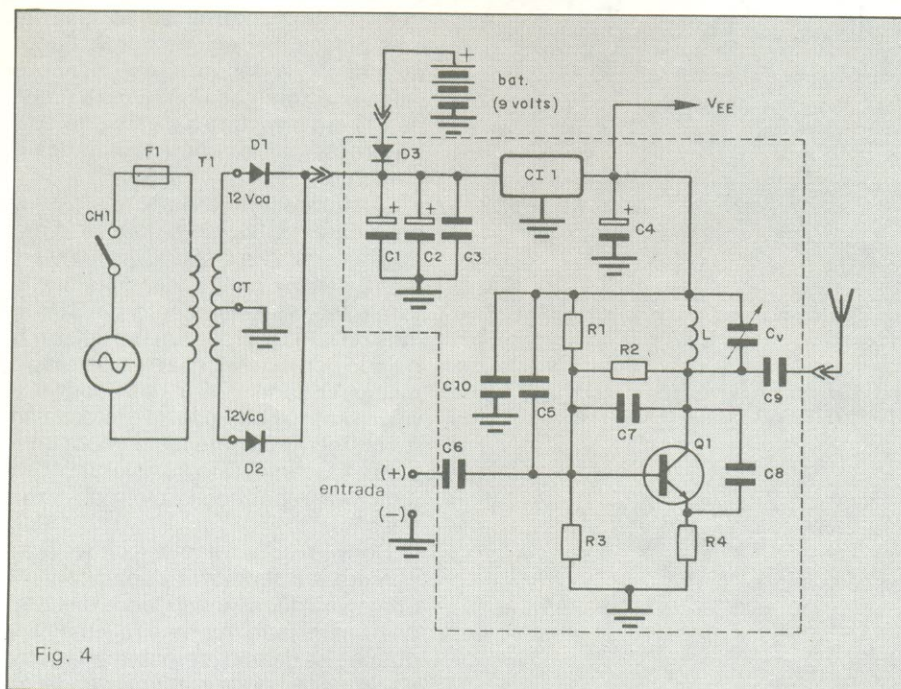 +
bat.
(9 volts)
VEE
F1
T1
D1
D3
CI 1
12 Vca
CH1
+
+
+
C1
C2
C3
C4
CT
R1
L
Cv
R2
C10
C5
C9
C7
12Vca
D2
C6
Q1
C8
(+)
entrada
(−)
R3
R4
Fig. 4